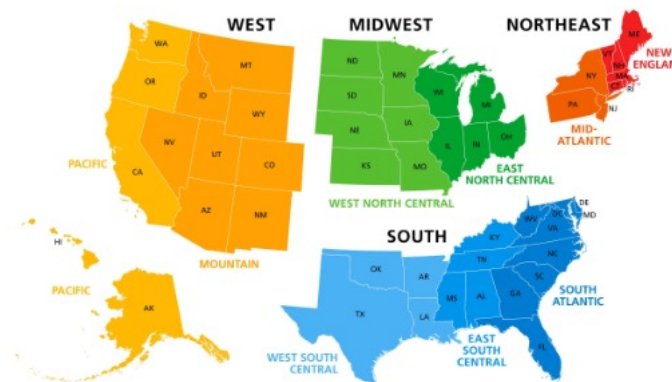 WEST
MIDWEST
NORTHEAST
WA
OR
MT
ID
WY
NV
UT
CO
CA
AZ
NM
PACIFIC
MOUNTAIN
HI
PACIFIC
AK
ND
MN
SD
WI
MI
NE
IA
IL
IN
OH
KS
MO
EAST
NORTH CENTRAL
WEST NORTH CENTRAL
ME
VT
NH
NEW
ENGLAND
NY
MA
CT
RI
PA
NJ
MID-
ATLANTIC
SOUTH
DE
MD
WV
DC
VA
KY
NC
TN
OK
AR
SC
MS
AL
GA
SOUTH
ATLANTIC
TX
LA
FL
WEST SOUTH
CENTRAL
EAST
SOUTH
CENTRAL